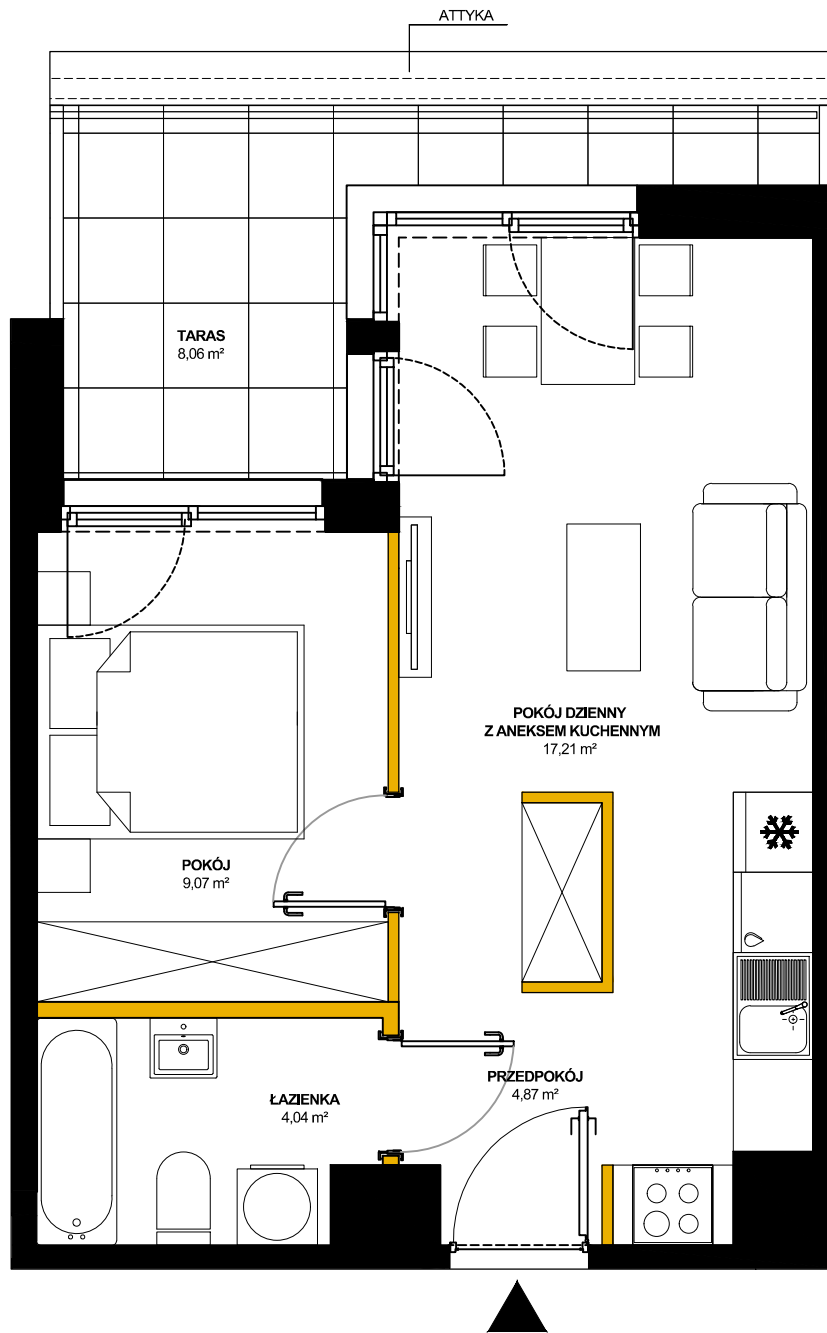 ATTYKA
TARAS
8,06 m²
POKÓJ DZIENNY
Z ANEKSEM KUCHENNYM
17,21 m²
POKÓJ
9,07 m²
PRZEDPOKÓJ
4,87 m²
ŁAZIENKA
4,04 m²